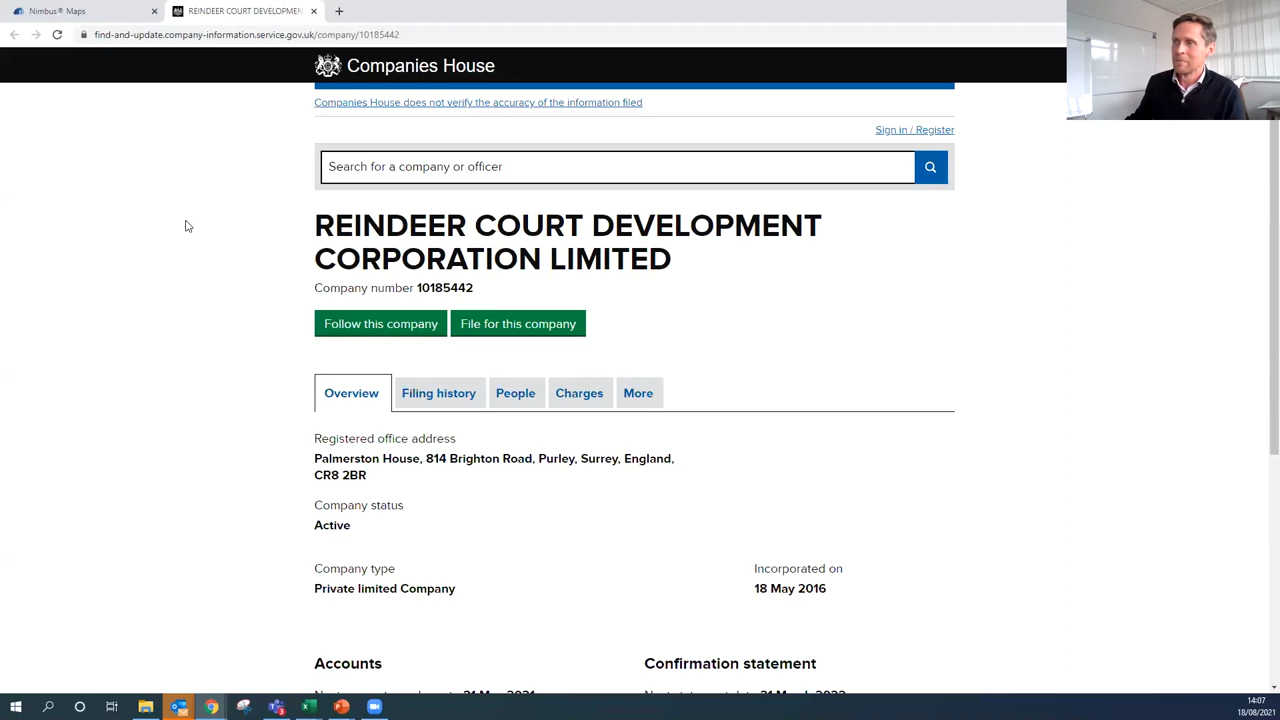 Nimbus® Maps
REINDEER COURT DEVELOPMEN
find-and-update.company-information.service.gov.uk/company/10185442
Companies House
Companies House does not verify the accuracy of the information filed
Sign in / Register
Search for a company or officer
REINDEER COURT DEVELOPMENT
CORPORATION LIMITED
Company number 10185442
Follow this company
File for this company
Overview
Filing history
People
Charges
More
Registered office address
Palmerston House, 814 Brighton Road, Purley, Surrey, England,
CR8 2BR
Company status
Active
Company type
Private limited Company
Incorporated on
18 May 2016
Accounts
Confirmation statement
14:07
18/08/2021